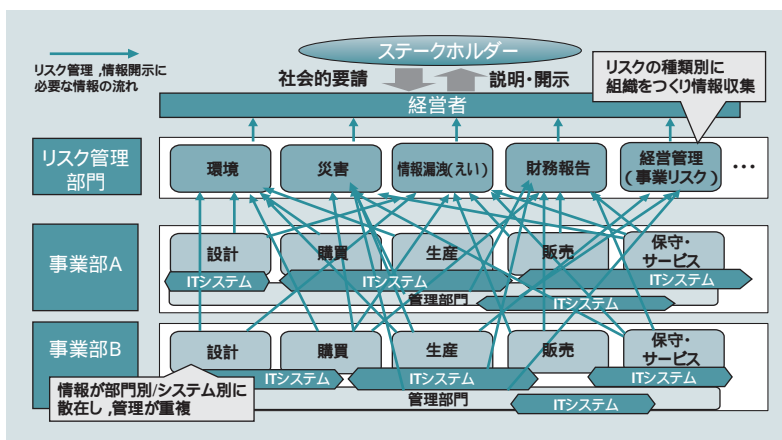 ステークホルダー
リスク管理,情報開示に
必要な情報の流れ
社会的要請
説明・開示
リスクの種類別に
組織をつくり情報収集
経営者
リスク管理
部門
環境
災害
情報漏洩(えい)
財務報告
経営管理
(事業リスク)
…
事業部A
設計
購買
生産
販売
保守・
サービス
ITシステム
ITシステム
ITシステム
管理部門
ITシステム
事業部B
設計
購買
生産
販売
保守・
サービス
情報が部門別/システム別に
散在し,管理が重複
ITシステム
ITシステム
ITシステム
管理部門
ITシステム